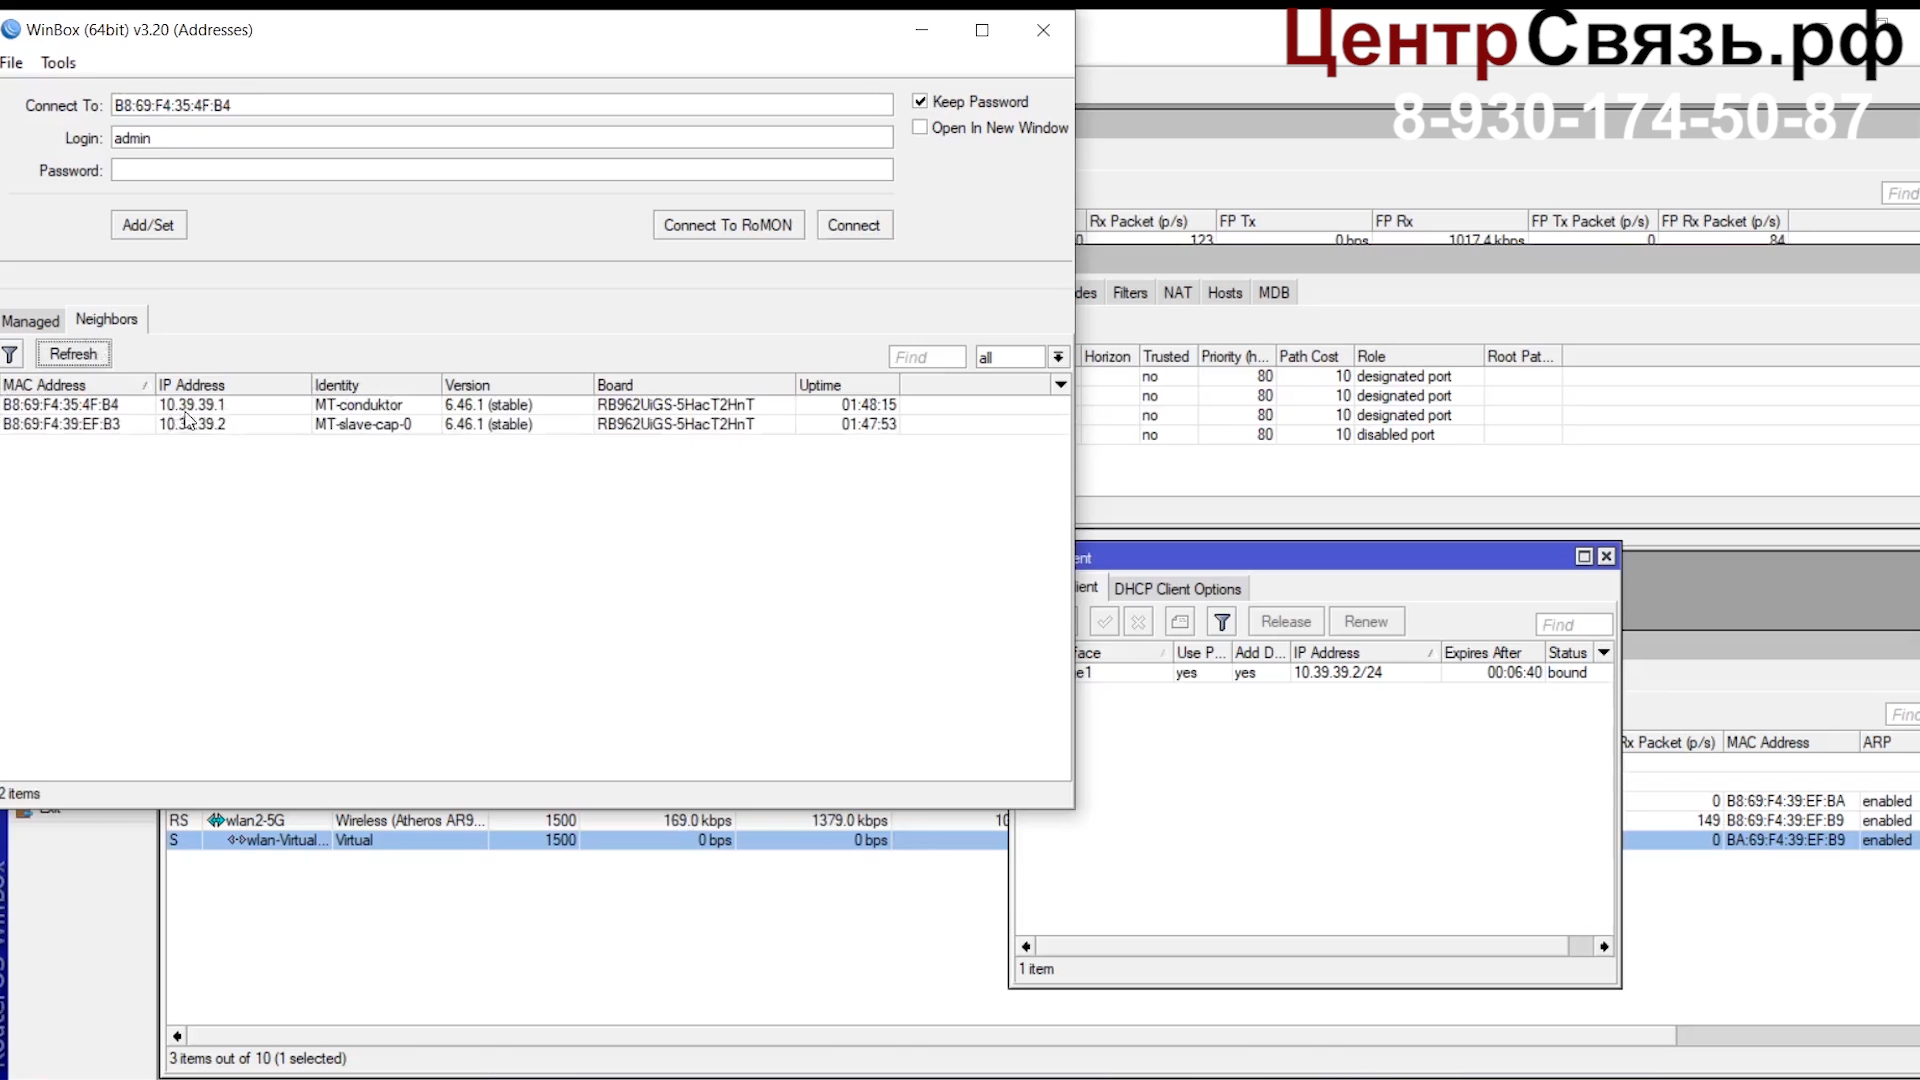 WinBox (64bit) v3.20 (Addresses)
ЦентрСвязь.рф
8-930-174-50-87
File Tools
Connect To: B8:69:F4:35:4F:B4
Keep Password
Login: admin
Open In New Window
Password:
Add/Set Connect To RoMON Connect
Find
Rx Packet (p/s) FP Tx FP Rx FP Tx Packet (p/s) FP Rx Packet (p/s)
123 0 bps 1017.4 kbps 0 84
Filters NAT Hosts MDB
Managed Neighbors
Refresh Find all
Horizon Trusted Priority (h... Path Cost Role Root Pat...
no 80 10 designated port
no 80 10 designated port
no 80 10 designated port
no 80 10 disabled port
MAC Address IP Address Identity Version Board Uptime
B8:69:F4:35:4F:B4 10.39.39.1 MT-conduktor 6.46.1 (stable) RB962UiGS-5HacT2HnT 01:48:15
B8:69:F4:39:EF:B3 10.39.39.2 MT-slave-cap-0 6.46.1 (stable) RB962UiGS-5HacT2HnT 01:47:53
2 items
DHCP Client Options
Release Renew Find
Use P... Add D... IP Address Expires After Status
e1 yes yes 10.39.39.2/24 00:06:40 bound
1 item
Find
Rx Packet (p/s) MAC Address ARP
0 B8:69:F4:39:EF:BA enabled
RS wlan2-5G Wireless (Atheros AR9... 1500 169.0 kbps 1379.0 kbps 149 B8:69:F4:39:EF:B9 enabled
S wlan-Virtual... Virtual 1500 0 bps 0 bps 0 BA:69:F4:39:EF:B9 enabled
3 items out of 10 (1 selected)
RouterOS WinBox